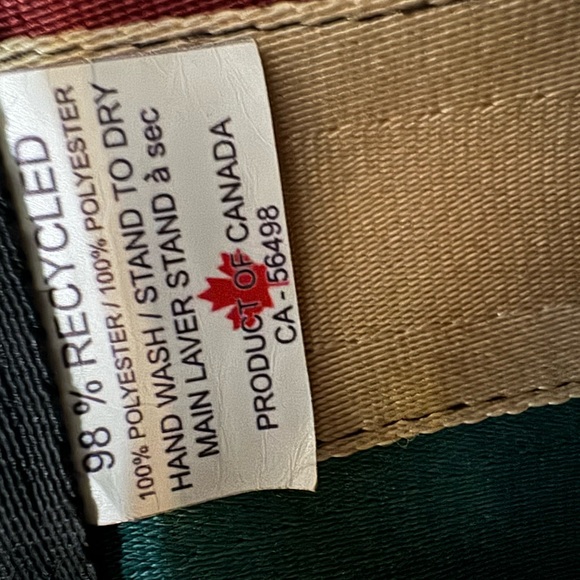 98 % RECYCLED
100% POLYESTER / 100% POLYESTER
HAND WASH / STAND TO DRY
MAIN LAVER STAND à sec
PRODUCT OF CANADA
CA - 56498